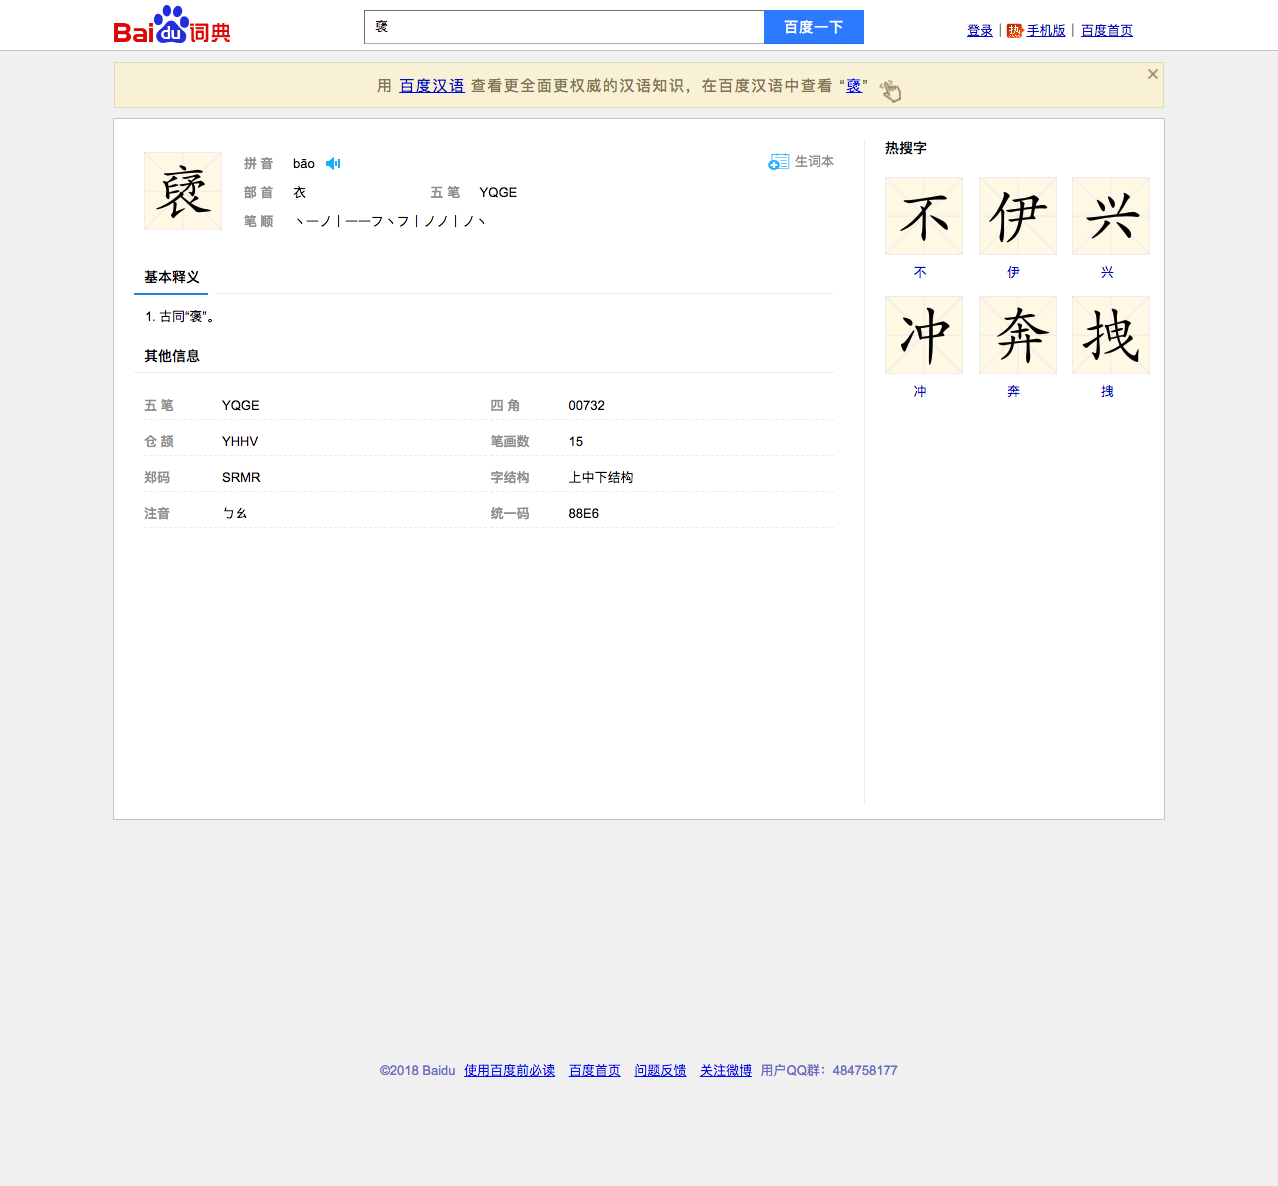 Baidu词典
裦
百度一下
登录 | 热 手机版 | 百度首页
用 百度汉语 查看更全面更权威的汉语知识，在百度汉语中查看 “裦”
裦
拼 音 bāo
生词本
部 首 衣 五 笔 YQGE
笔 顺 丶一ノ丨一一フ丶フ丨ノノ丨ノ丶
基本释义
1. 古同“褒”。
其他信息
五 笔 YQGE 四 角 00732
仓 颉 YHHV 笔画数 15
郑码 SRMR 字结构 上中下结构
注音 ㄅㄠ 统一码 88E6
热搜字
不 伊 兴
不 伊 兴
冲 奔 拽
冲 奔 拽
©2018 Baidu 使用百度前必读 百度首页 问题反馈 关注微博 用户QQ群：484758177